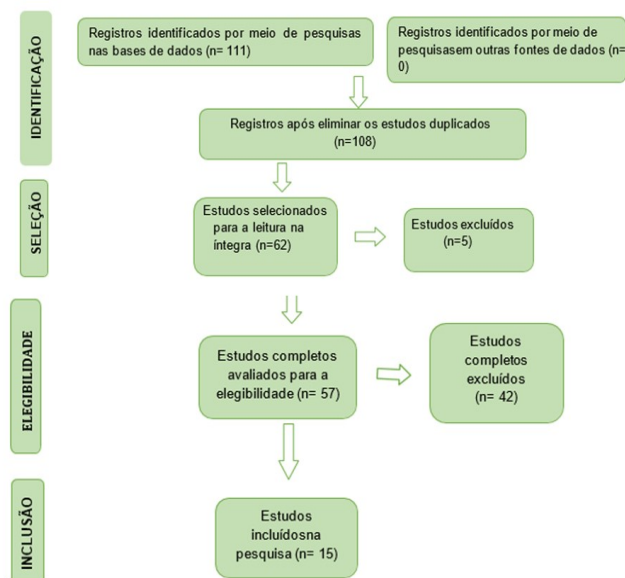 IDENTIFICAÇÃO
Registros identificados por meio de pesquisas
nas bases de dados (n= 111)
Registros identificados por meio de
pesquisasem outras fontes de dados (n=
0)
Registros após eliminar os estudos duplicados
(n=108)
SELEÇÃO
Estudos selecionados
para a leitura na
íntegra (n=62)
Estudos excluídos
(n=5)
ELEGIBILIDADE
Estudos completos
avaliados para a
elegibilidade (n= 57)
Estudos
completos
excluídos
(n= 42)
INCLUSÃO
Estudos
incluídosna
pesquisa (n= 15)